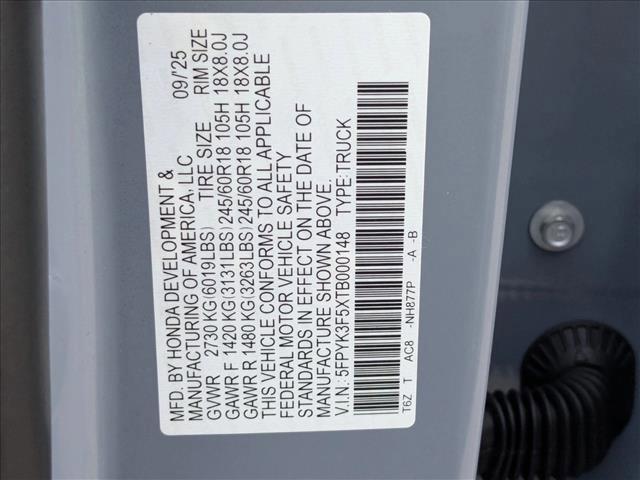 MFD. BY HONDA DEVELOPMENT &
MANUFACTURING OF AMERICA, LLC 09/'25
GVWR 2730 KG(6019LBS) TIRE SIZE RIM SIZE
GAWR F 1420 KG(3131LBS) 245/60R18 105H 18X8.0J
GAWR R 1480 KG(3263LBS) 245/60R18 105H 18X8.0J
THIS VEHICLE CONFORMS TO ALL APPLICABLE
FEDERAL MOTOR VEHICLE SAFETY
STANDARDS IN EFFECT ON THE DATE OF
MANUFACTURE SHOWN ABOVE.
V.I.N.: 5FPYK3F5XTB000148 TYPE:TRUCK
T6Z T AC8 -NH877P -A -B